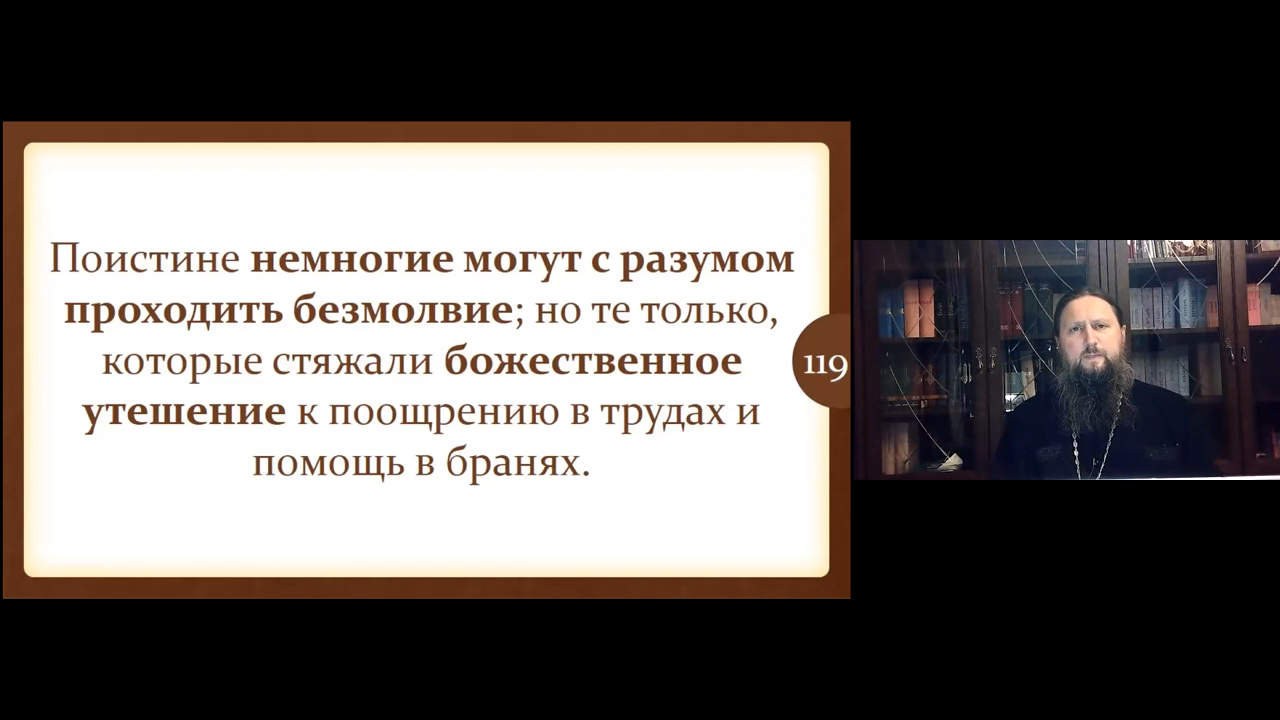 Поистине немногие могут с разумом
проходить безмолвие; но те только,
которые стяжали божественное
утешение к поощрению в трудах и
помощь в бранях.
119